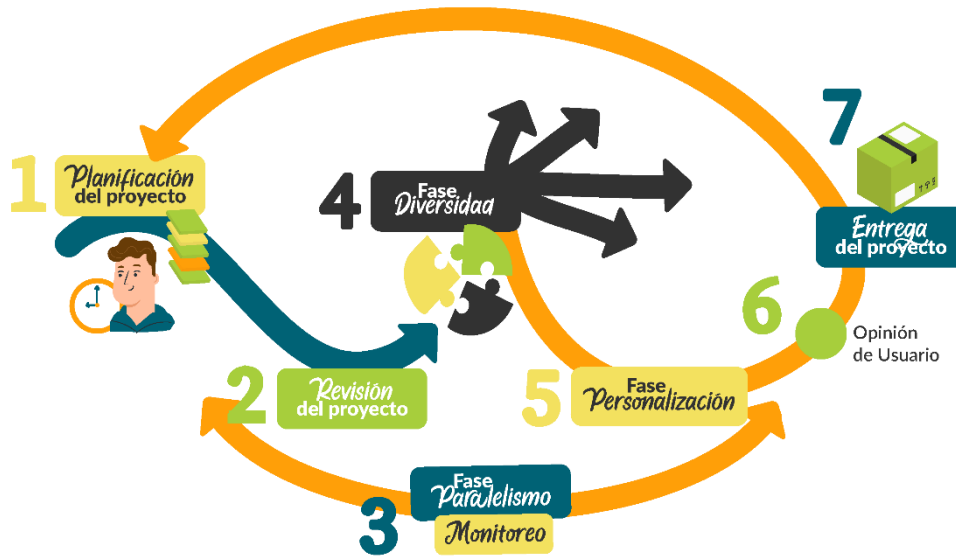 1
Planificación
del proyecto
2
Revisión
del proyecto
3
Fase
Paralelismo
Monitoreo
4
Fase
Diversidad
5
Fase
Personalización
6
Opinión
de Usuario
7
Entrega
del proyecto